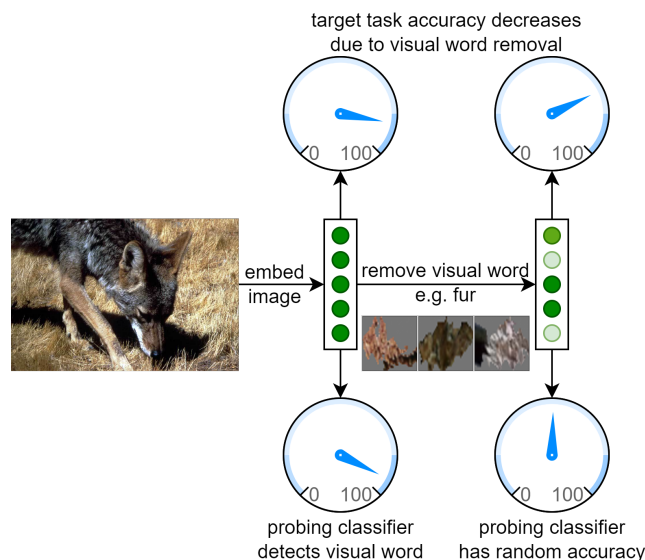 target task accuracy decreases
due to visual word removal
0 100
0 100
embed
image
remove visual word
e.g. fur
0 100
0 100
probing classifier
detects visual word
probing classifier
has random accuracy